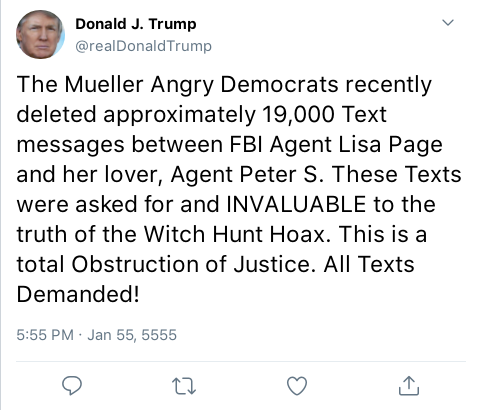 Donald J. Trump
@realDonaldTrump
The Mueller Angry Democrats recently
deleted approximately 19,000 Text
messages between FBI Agent Lisa Page
and her lover, Agent Peter S. These Texts
were asked for and INVALUABLE to the
truth of the Witch Hunt Hoax. This is a
total Obstruction of Justice. All Texts
Demanded!
5:55 PM · Jan 55, 5555